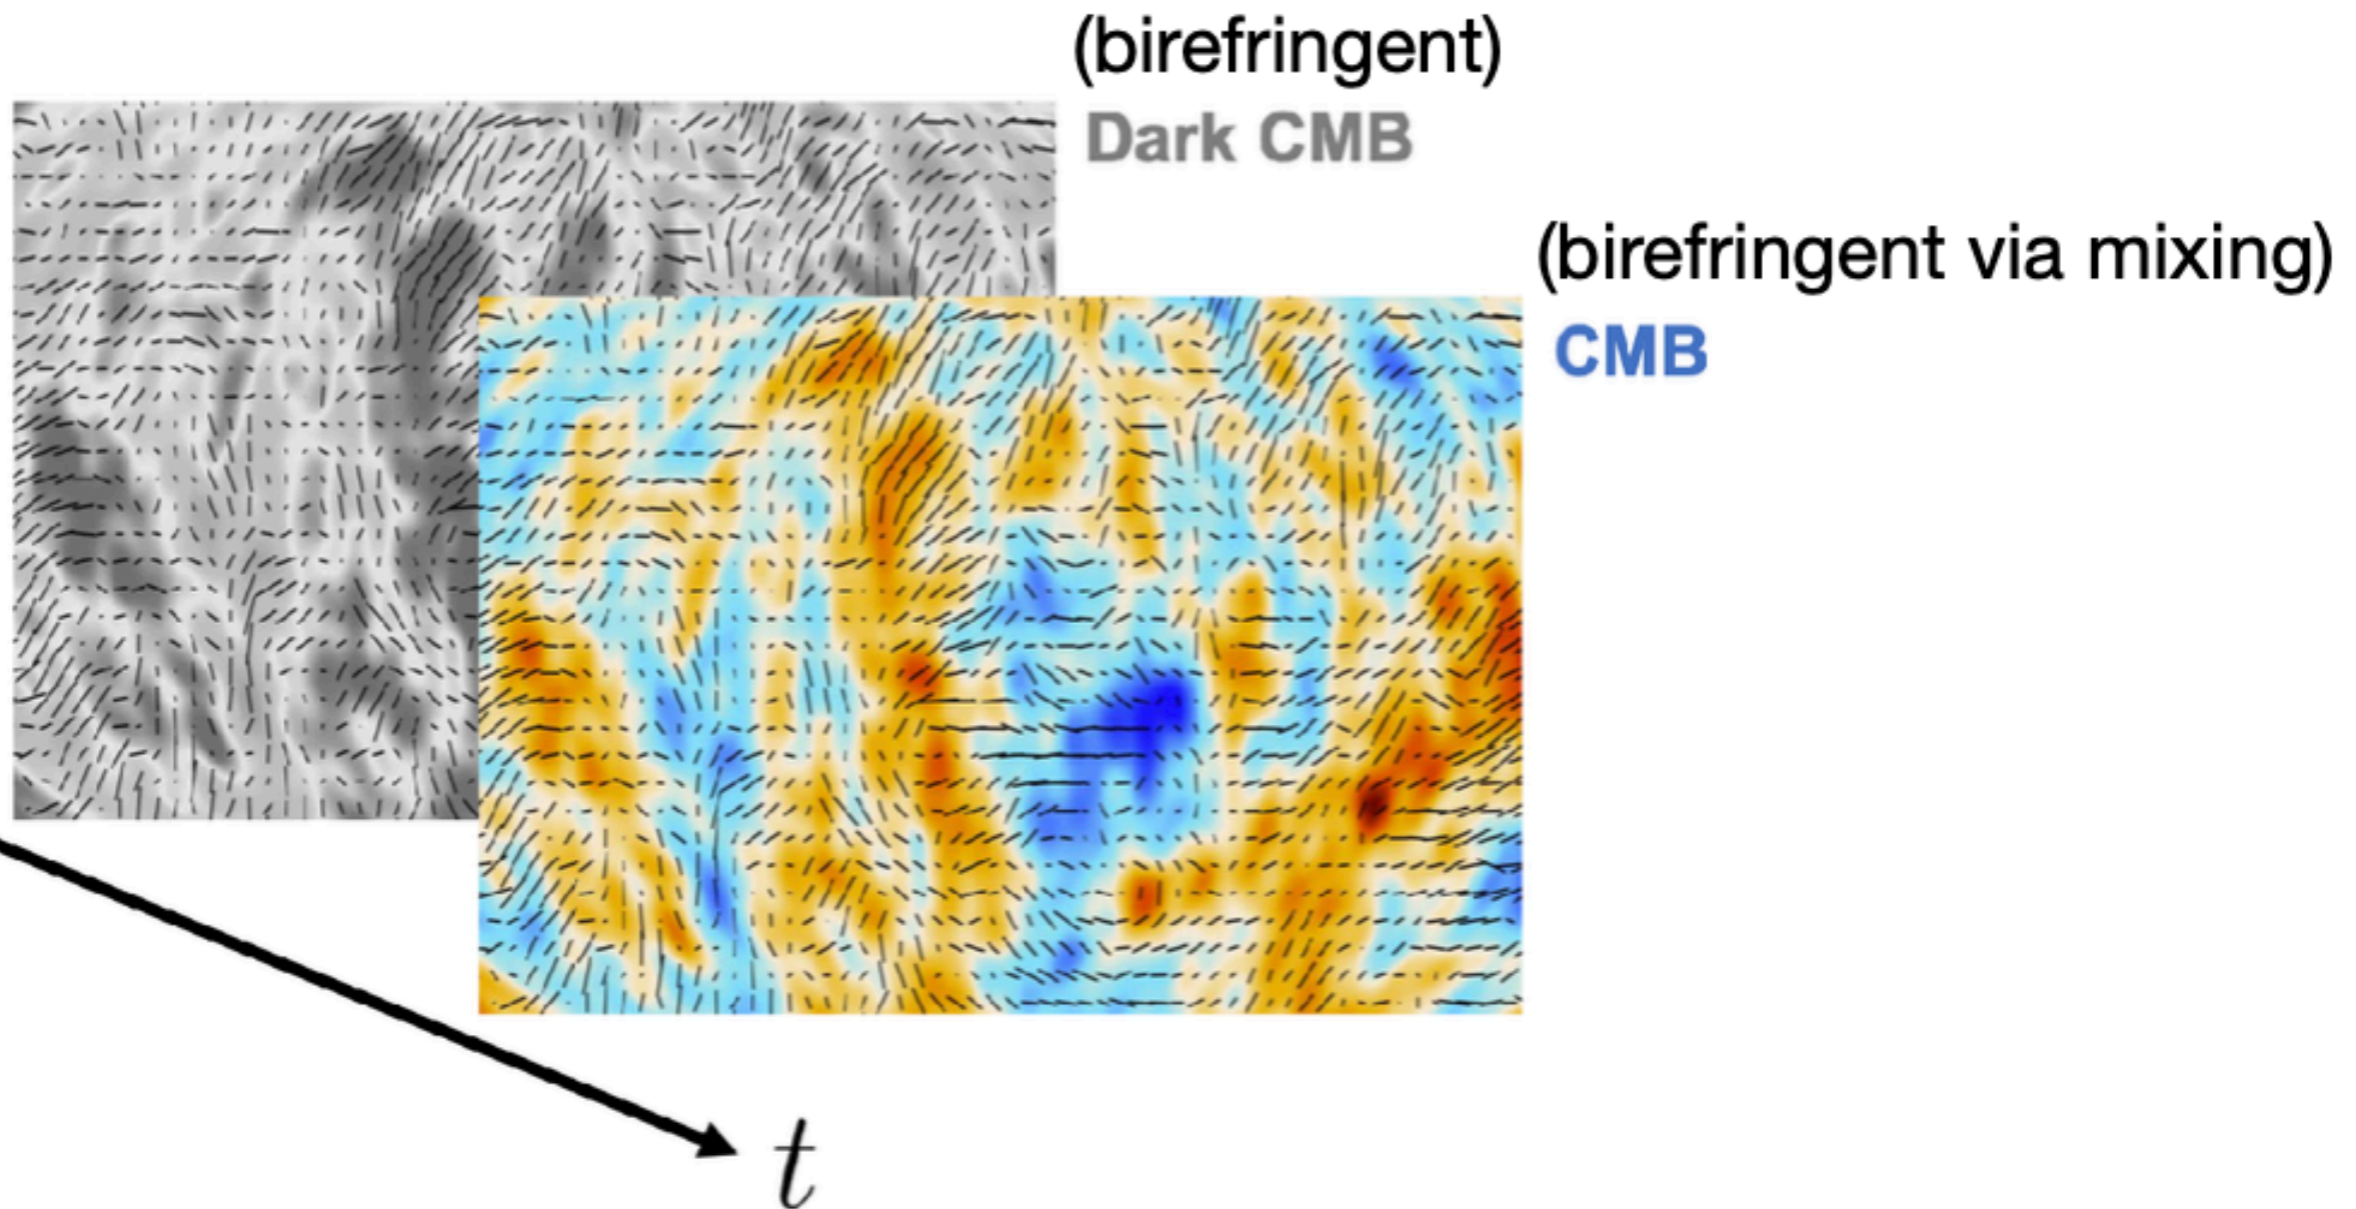 (birefringent)
Dark CMB
(birefringent via mixing)
CMB
t